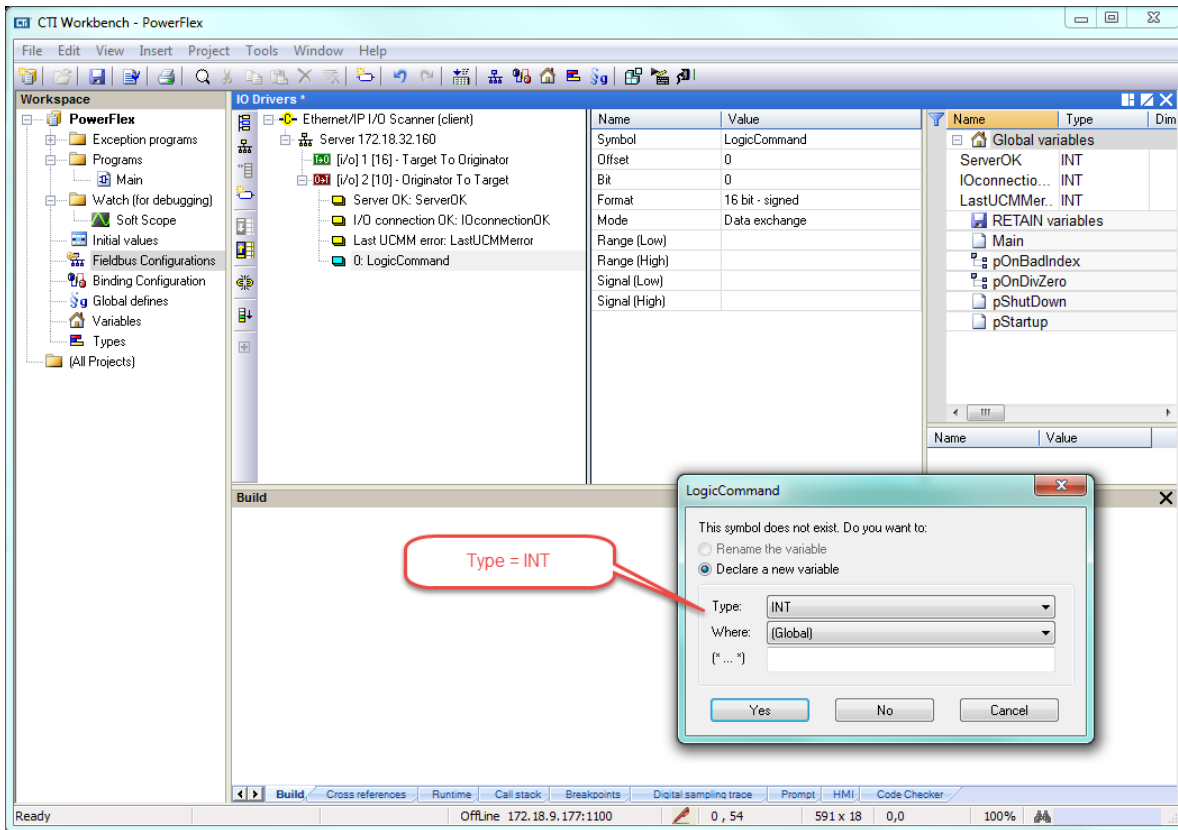 CTI Workbench - PowerFlex
File Edit View Insert Project Tools Window Help
Workspace
PowerFlex
Exception programs
Programs
Main
Watch (for debugging)
Soft Scope
Initial values
Fieldbus Configurations
Binding Configuration
Global defines
Variables
Types
(All Projects)
IO Drivers *
Ethernet/IP I/O Scanner (client)
Server 172.18.32.160
[i/o] 1 [16] - Target To Originator
[i/o] 2 [10] - Originator To Target
Server OK: ServerOK
I/O connection OK: IOconnectionOK
Last UCMM error: LastUCMMerror
0: LogicCommand
Name Value
Symbol LogicCommand
Offset 0
Bit 0
Format 16 bit - signed
Mode Data exchange
Range (Low)
Range (High)
Signal (Low)
Signal (High)
Name Type Dim
Global variables
ServerOK INT
IOconnectio... INT
LastUCMMer.. INT
RETAIN variables
Main
pOnBadIndex
pOnDivZero
pShutDown
pStartup
Name Value
Build
Type = INT
LogicCommand
This symbol does not exist. Do you want to:
Rename the variable
Declare a new variable
Type: INT
Where: (Global)
(* ... *)
Yes No Cancel
Build Cross references Runtime Call stack Breakpoints Digital sampling trace Prompt HMI Code Checker
Ready OffLine 172.18.9.177:1100 0 , 54 591 x 18 0,0 100%